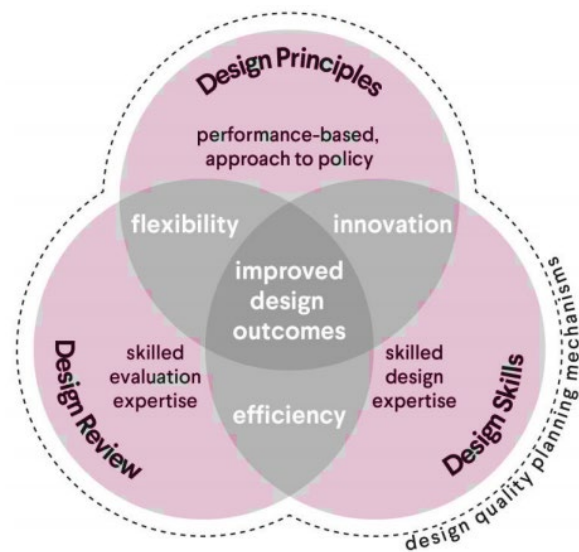 Design Principles
performance-based,
approach to policy
flexibility
innovation
improved
design
outcomes
Design Review
skilled
evaluation
expertise
skilled
design
expertise
Design Skills
efficiency
design quality planning mechanisms